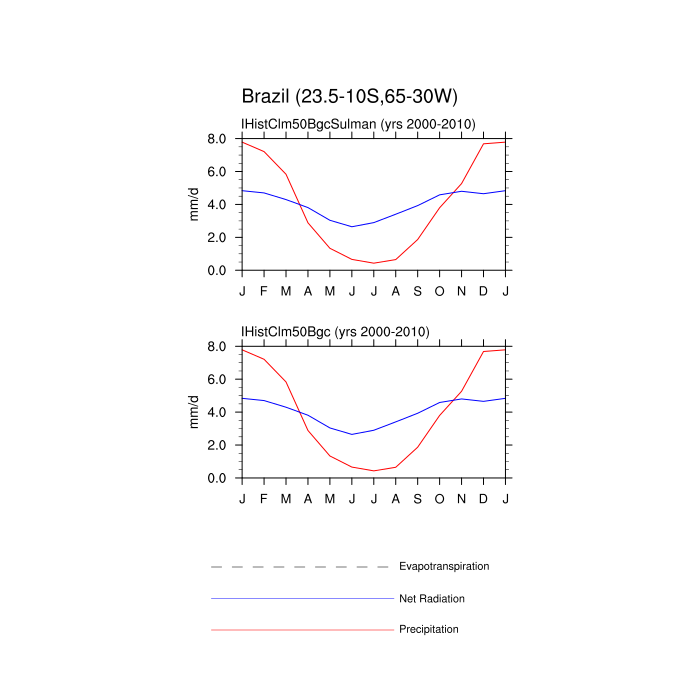 Brazil (23.5-10S,65-30W)
IHistClm50BgcSulman (yrs 2000-2010)
8.0
6.0
4.0
2.0
0.0
mm/d
J F M A M J J A S O N D J
IHistClm50Bgc (yrs 2000-2010)
8.0
6.0
4.0
2.0
0.0
mm/d
J F M A M J J A S O N D J
Evapotranspiration
Net Radiation
Precipitation